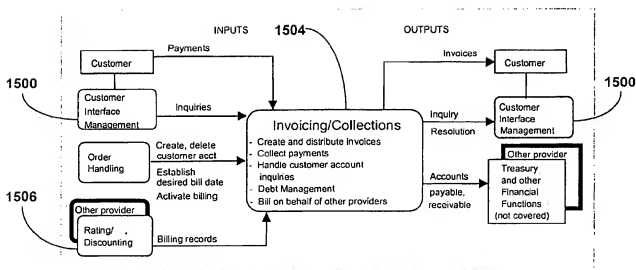 INPUTS
1504
OUTPUTS
Customer
Payments
Invoices
Customer
1500
Customer
Interface
Management
Inquiries
Invoicing/Collections
- Create and distribute invoices
- Collect payments
- Handle customer account
inquiries
- Debt Management
- Bill on behalf of other providers
Inquiry
Resolution
Customer
Interface
Management
1500
Order
Handling
Create, delete
customer acct
Establish
desired bill date
Activate billing
Accounts
payable,
receivable
Other provider
Treasury
and other
Financial
Functions
(not covered)
1506
Other provider
Rating/
Discounting
Billing records